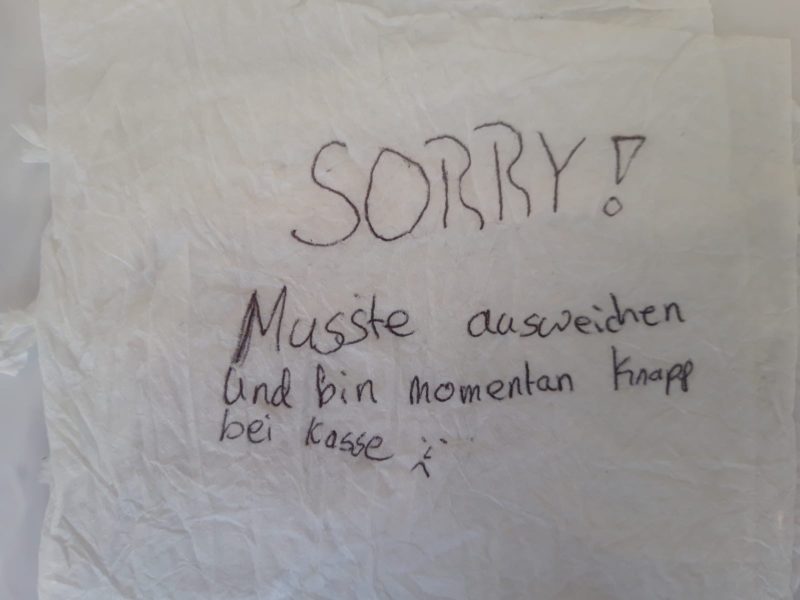 SORRY!
Musste ausweichen
und bin momentan knapp
bei Kasse :(